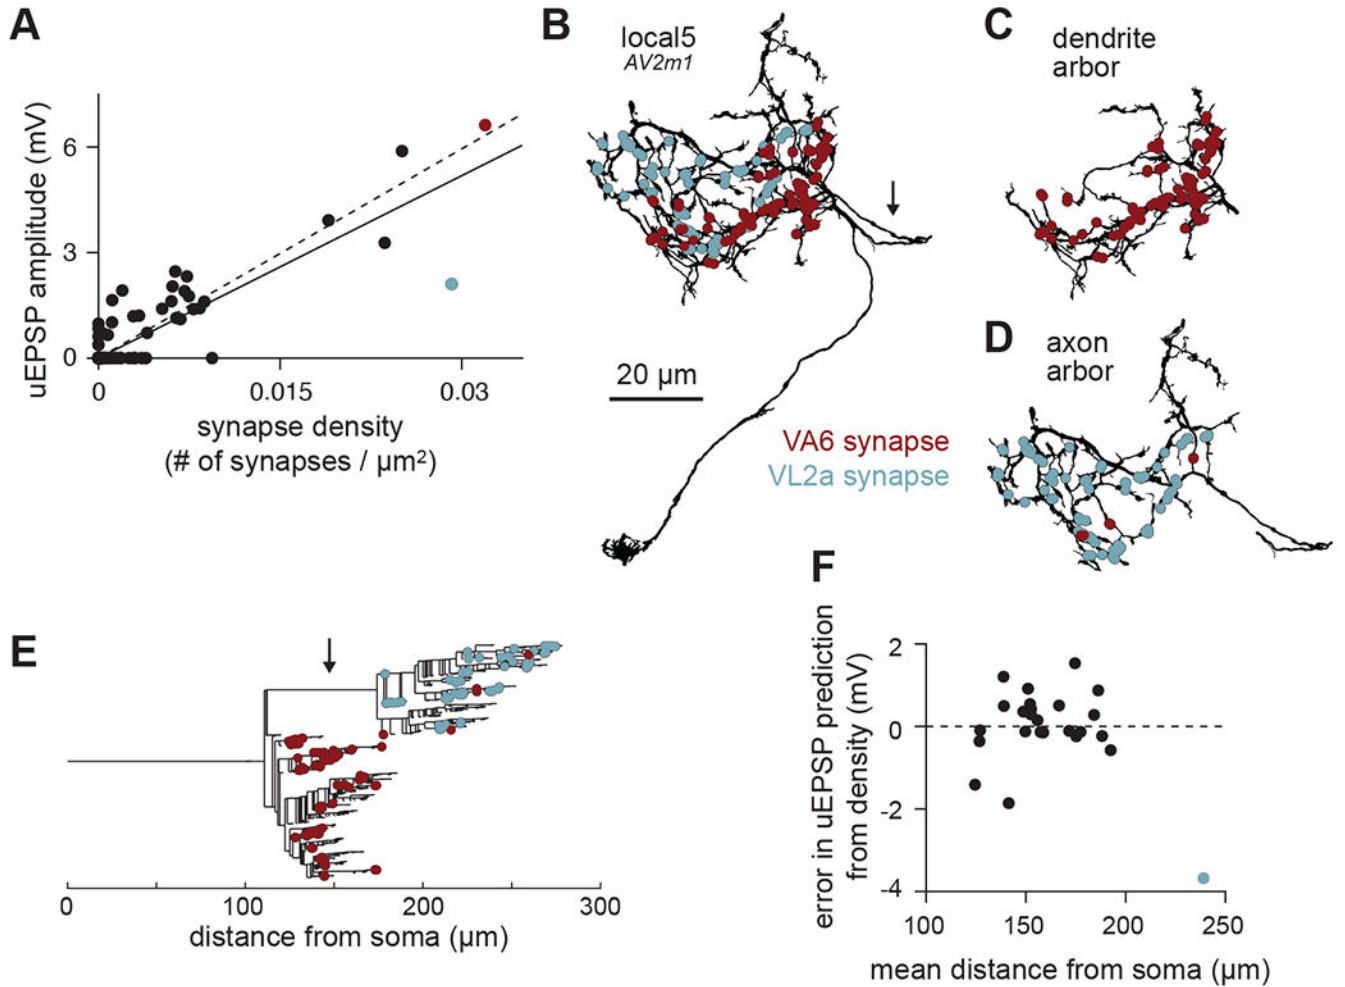 A
uEPSP amplitude (mV)
6
3
0
0
0.015
0.03
synapse density
(# of synapses / µm²)
B
local5
AV2m1
20 µm
VA6 synapse
VL2a synapse
C
dendrite
arbor
D
axon
arbor
E
0
100
200
300
distance from soma (µm)
F
error in uEPSP prediction
from density (mV)
2
0
-2
-4
100
150
200
250
mean distance from soma (µm)